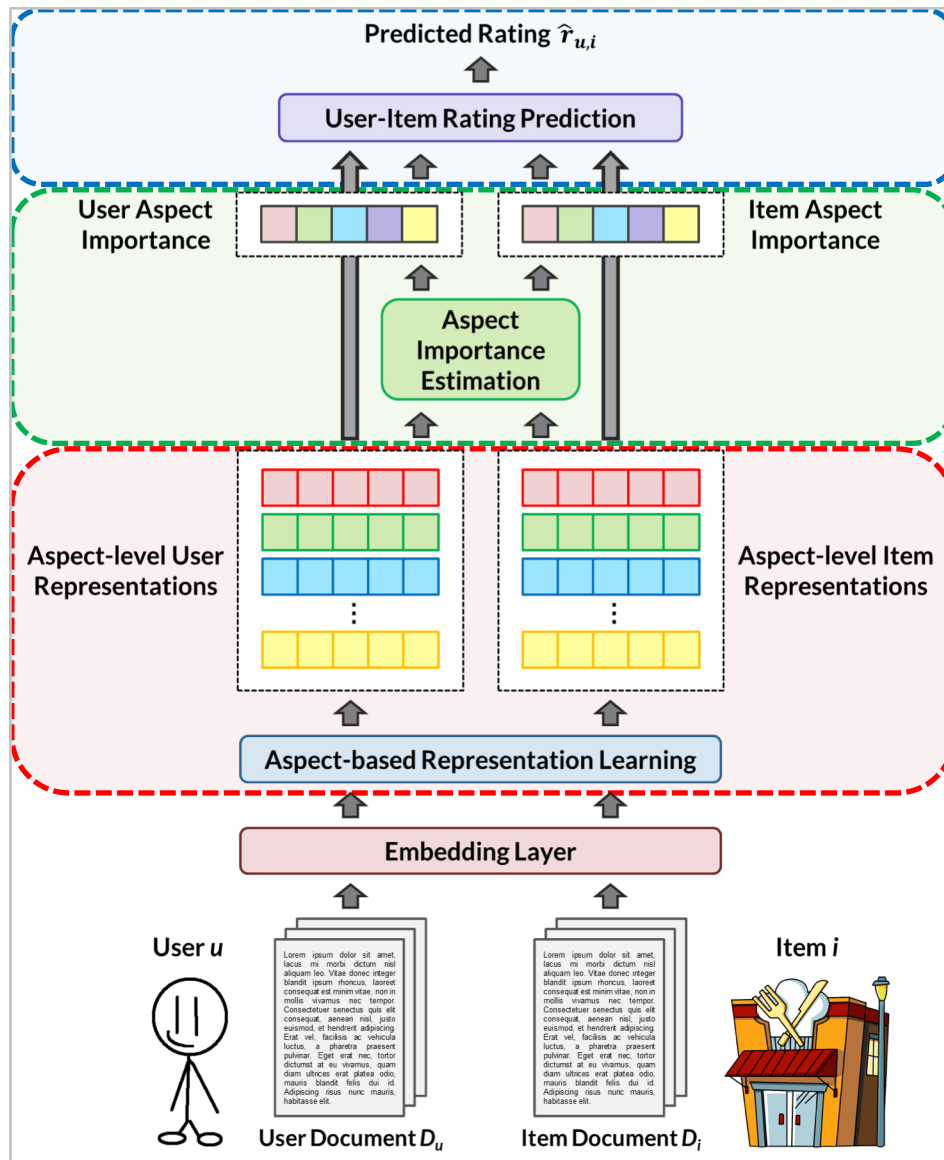 Predicted Rating r̂u,i
User-Item Rating Prediction
User Aspect
Importance
Item Aspect
Importance
Aspect
Importance
Estimation
Aspect-level User
Representations
Aspect-level Item
Representations
⋮
⋮
Aspect-based Representation Learning
Embedding Layer
User u
Lorem ipsum dolor sit amet,
lacus mi morbi dictum nisl
aliquam leo. Vitae donec integer
blandit ipsum rhoncus, laoreet
consequat est minim vitae, non in
mollis vivamus nec tempor.
Consectetuer senectus quis elit
consequat, aenean nisl, justo
euismod, et hendrerit adipiscing.
Erat vel, facilisis ac vehicula
luctus, a pharetra praesent
pulvinar. Eget erat nec, tortor
dictumst at eu vivamus, quam
diam ultrices erat platea odio,
mauris blandit felis dui id.
Adipiscing risus nunc mauris,
habitasse elit.
User Document Du
Lorem ipsum dolor sit amet,
lacus mi morbi dictum nisl
aliquam leo. Vitae donec integer
blandit ipsum rhoncus, laoreet
consequat est minim vitae, non in
mollis vivamus nec tempor.
Consectetuer senectus quis elit
consequat, aenean nisl, justo
euismod, et hendrerit adipiscing.
Erat vel, facilisis ac vehicula
luctus, a pharetra praesent
pulvinar. Eget erat nec, tortor
dictumst at eu vivamus, quam
diam ultrices erat platea odio,
mauris blandit felis dui id.
Adipiscing risus nunc mauris,
habitasse elit.
Item Document Di
Item i